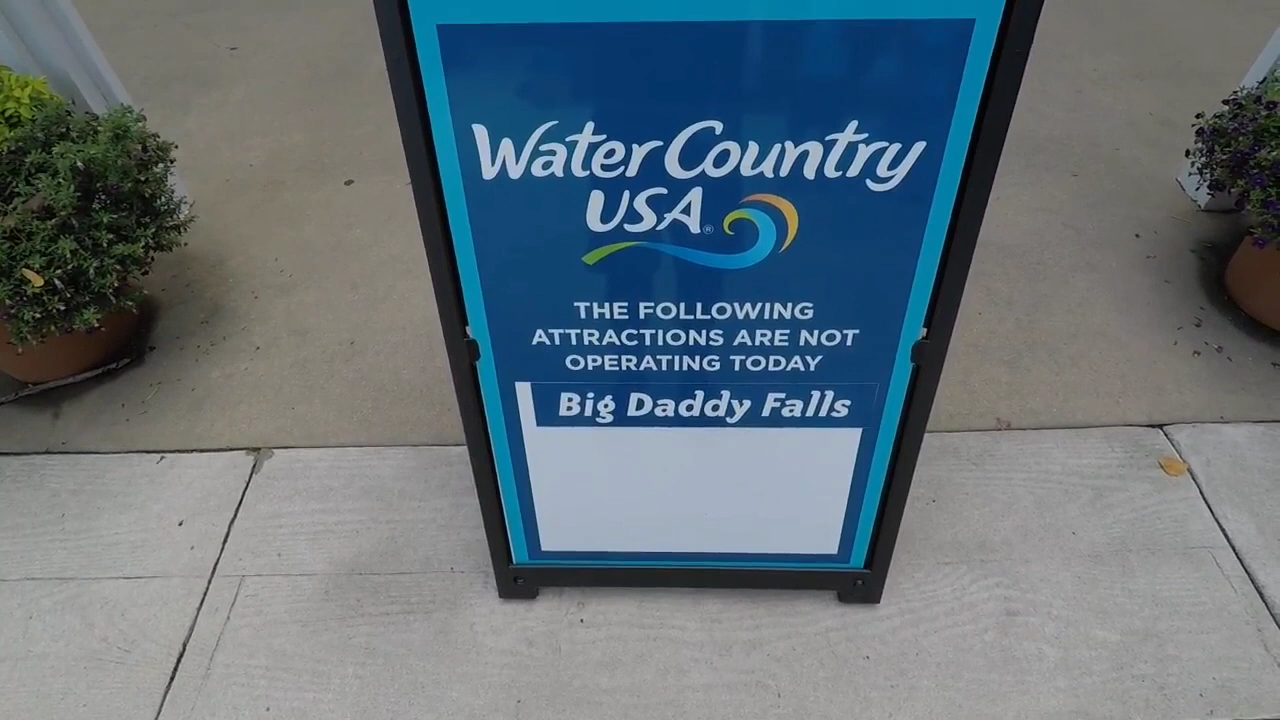 Water Country
USA®
THE FOLLOWING
ATTRACTIONS ARE NOT
OPERATING TODAY
Big Daddy Falls